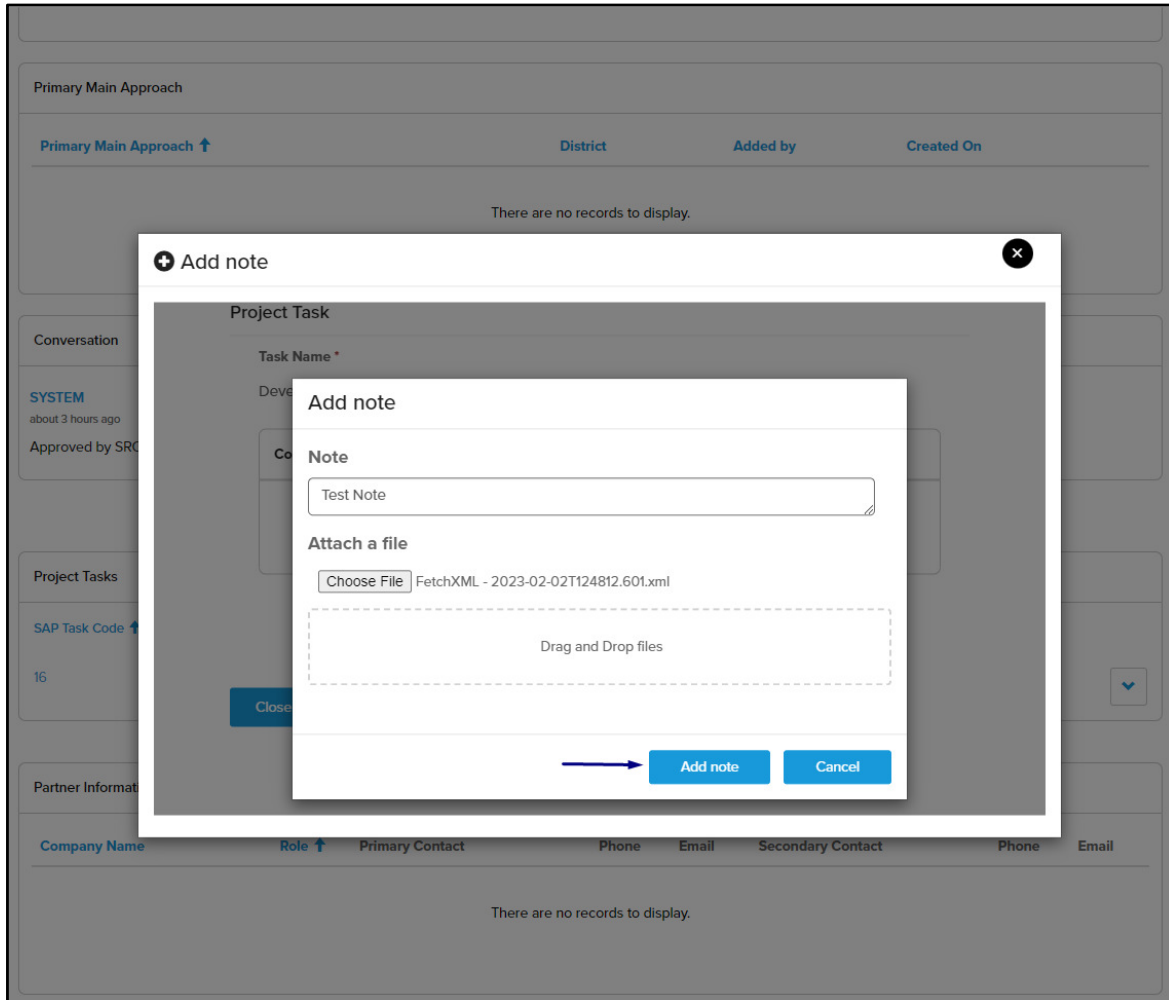 Primary Main Approach
Primary Main Approach District Added by Created On
There are no records to display.
Add note
Project Task
Conversation
Task Name *
SYSTEM
about 3 hours ago
Approved by
Add note
Note
Test Note
Attach a file
Choose File FetchXML - 2023-02-02T124812.601.xml
Drag and Drop files
Project Tasks
SAP Task Code
16
Close
Add note Cancel
Partner
Company Name Role Primary Contact Phone Email Secondary Contact Phone Email
There are no records to display.